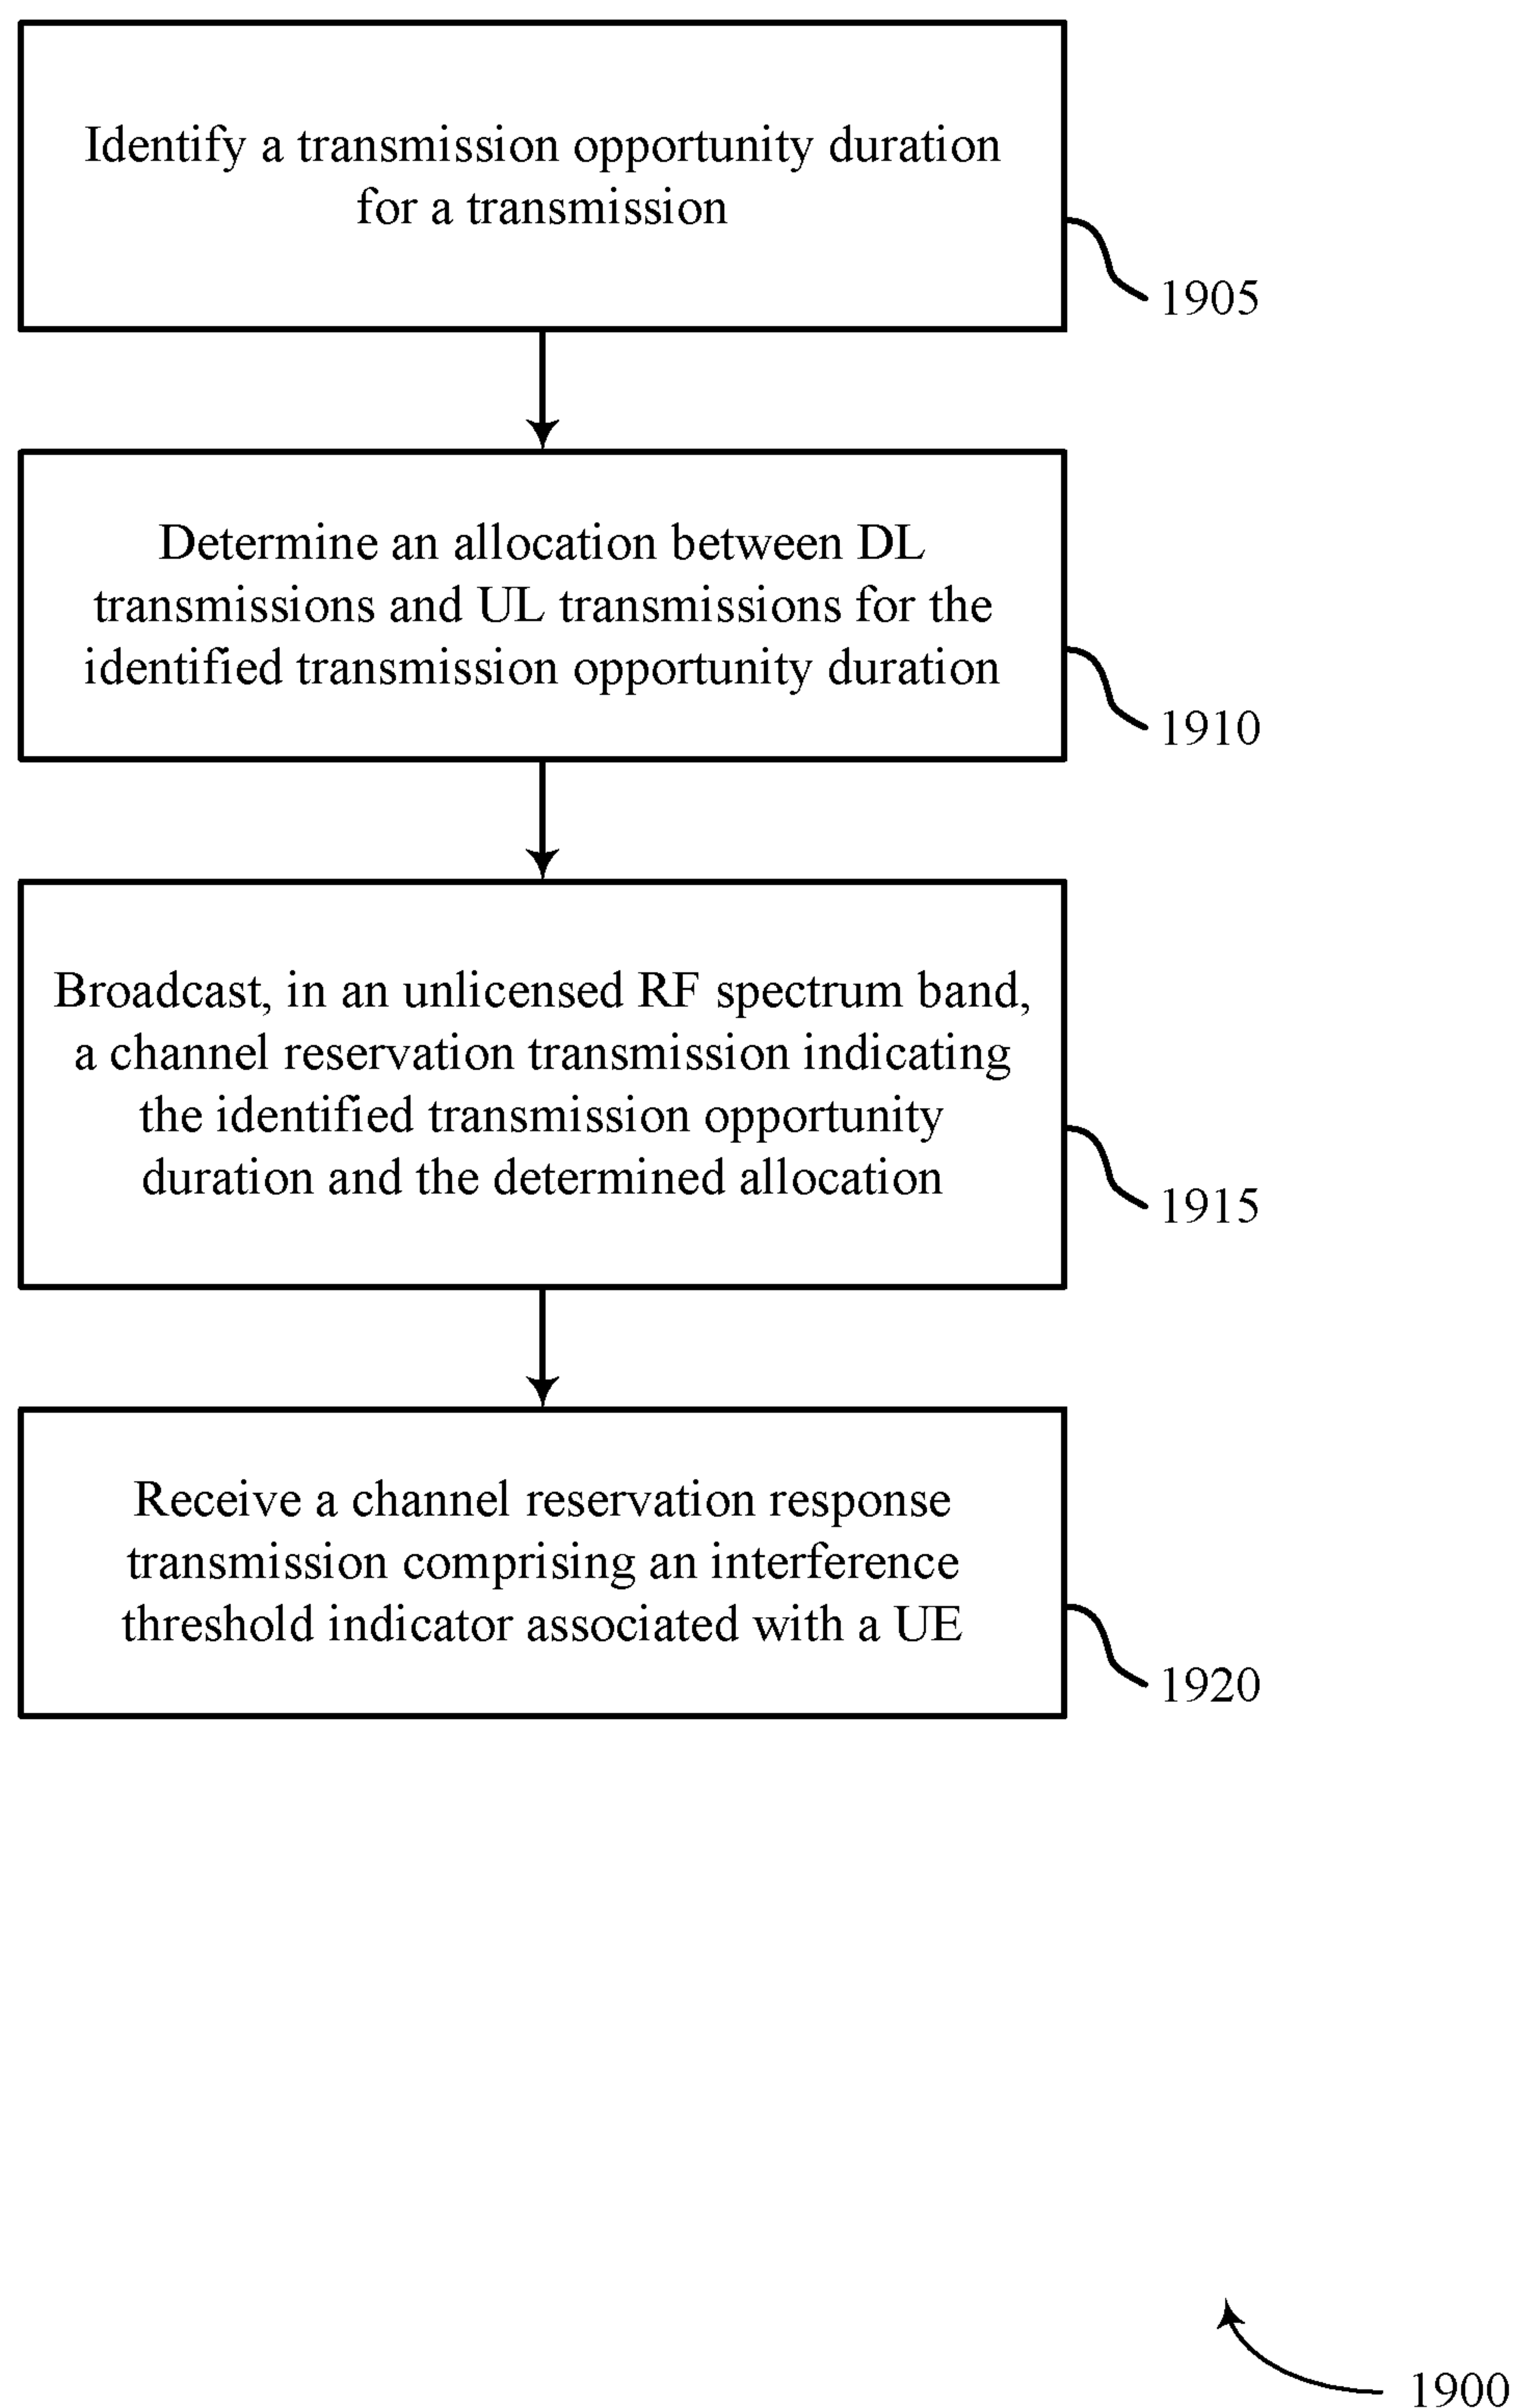 Identify a transmission opportunity duration
for a transmission
1905
Determine an allocation between DL
transmissions and UL transmissions for the
identified transmission opportunity duration
1910
Broadcast, in an unlicensed RF spectrum band,
a channel reservation transmission indicating
the identified transmission opportunity
duration and the determined allocation
1915
Receive a channel reservation response
transmission comprising an interference
threshold indicator associated with a UE
1920
1900